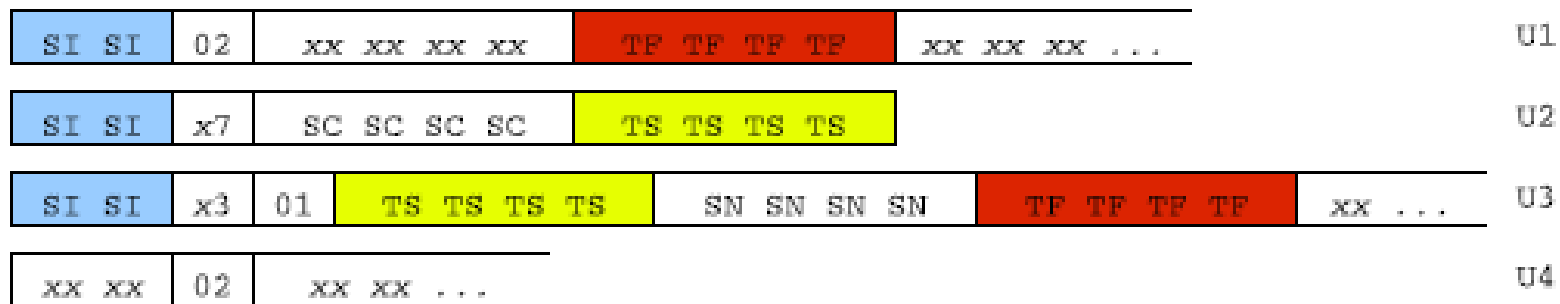 SI SI 02 xx xx xx xx TF TF TF TF xx xx xx ... U1
SI SI x7 SC SC SC SC TS TS TS TS U2
SI SI x3 01 TS TS TS TS SN SN SN SN TF TF TF TF xx ... U3
xx xx 02 xx xx ... U4